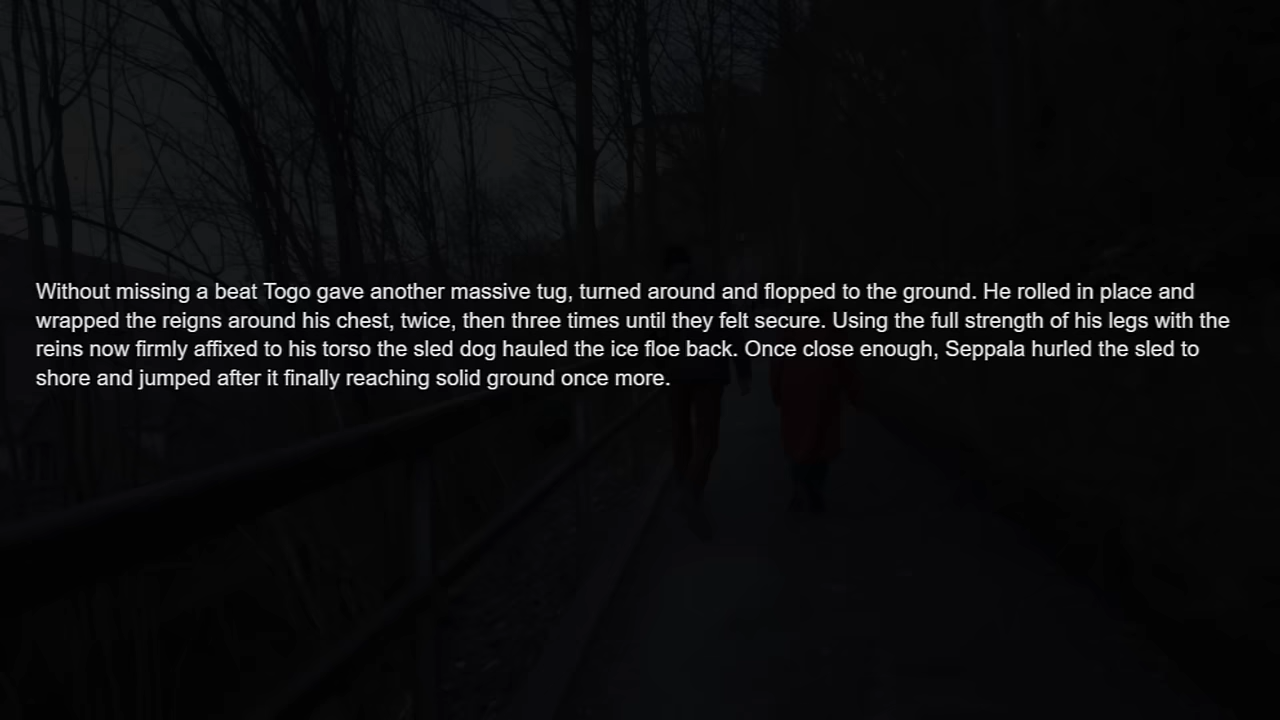 Without missing a beat Togo gave another massive tug, turned around and flopped to the ground. He rolled in place and
wrapped the reigns around his chest, twice, then three times until they felt secure. Using the full strength of his legs with the
reins now firmly affixed to his torso the sled dog hauled the ice floe back. Once close enough, Seppala hurled the sled to
shore and jumped after it finally reaching solid ground once more.